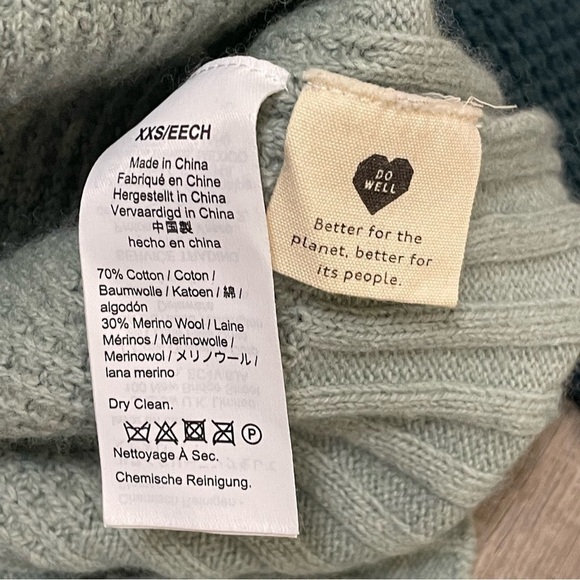 XXS/EECH
Made in China
Fabriqué en Chine
Hergestellt in China
Vervaardigd in China
中国製
hecho en china
70% Cotton / Coton /
Baumwolle / Katoen / 綿 /
algodón
30% Merino Wool / Laine
Mérinos / Merinowolle /
Merinowol / メリノウール /
lana merino
Dry Clean.
P
Nettoyage À Sec.
Chemische Reinigung.
DO
WELL
Better for the
planet, better for
its people.